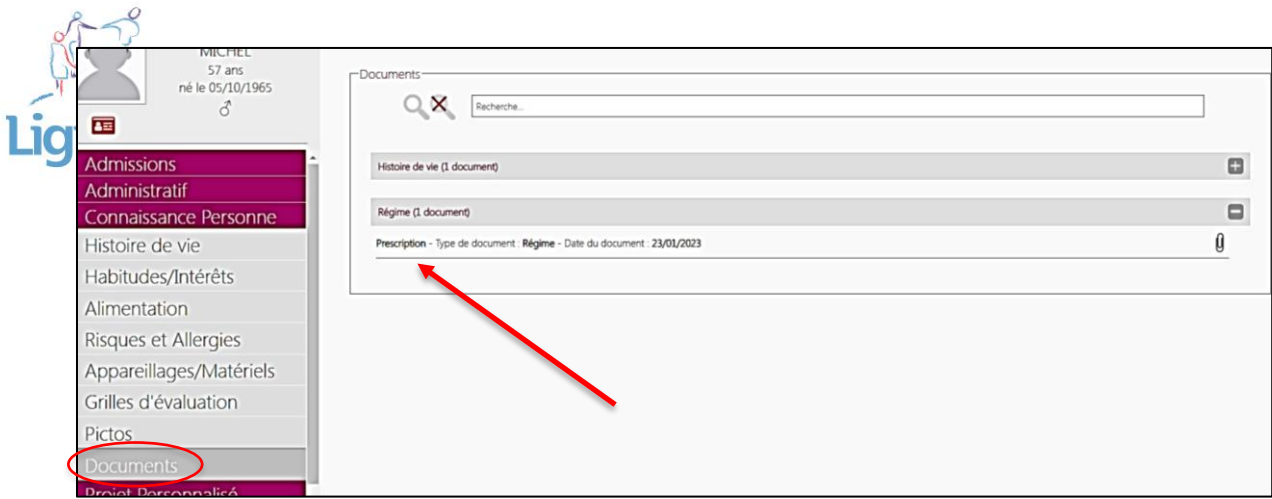 Lig
MICHEL
57 ans
né le 05/10/1965
Admissions
Administratif
Connaissance Personne
Histoire de vie
Habitudes/Intérêts
Alimentation
Risques et Allergies
Appareillages/Matériels
Grilles d'évaluation
Pictos
Documents
Projet Personnalisé
Documents
Recherche...
Histoire de vie (1 document)
Régime (1 document)
Prescription - Type de document : Régime - Date du document : 23/01/2023